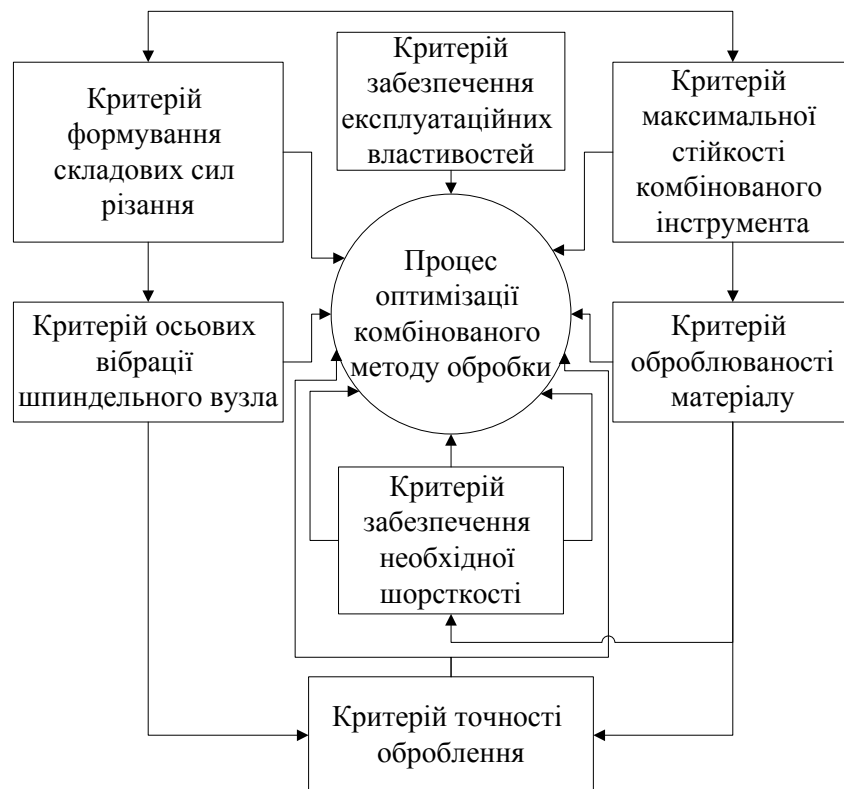 Критерій
формування
складових сил
різання
Критерій
забезпечення
експлуатаційних
властивостей
Критерій
максимальної
стійкості
комбінованого
інструмента
Процес
оптимізації
комбінованого
методу обробки
Критерій осьових
вібрації
шпиндельного вузла
Критерій
оброблюваності
матеріалу
Критерій
забезпечення
необхідної
шорсткості
Критерій точності
оброблення